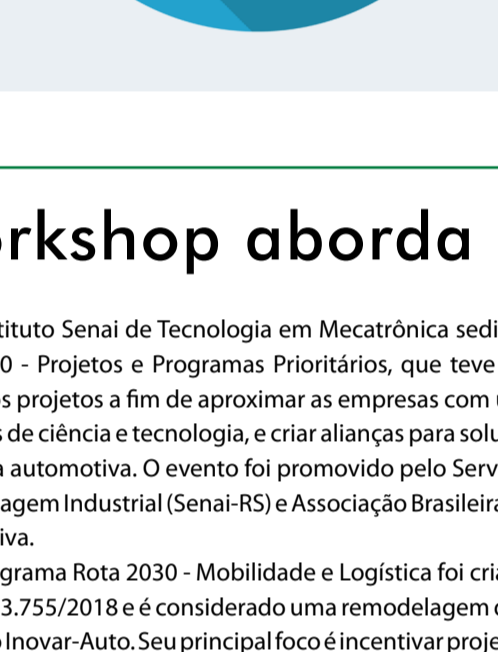 orkshop aborda
tituto Senai de Tecnologia em Mecatrônica sedi
0 - Projetos e Programas Prioritários, que teve
os projetos a fim de aproximar as empresas com
s de ciência e tecnologia, e criar alianças para solu
a automotiva. O evento foi promovido pelo Serv
agem Industrial (Senai-RS) e Associação Brasileira
iva.
grama Rota 2030 - Mobilidade e Logística foi cria
3.755/2018 e é considerado uma remodelagem
o Inovar-Auto. Seu principal foco é incentivar proje